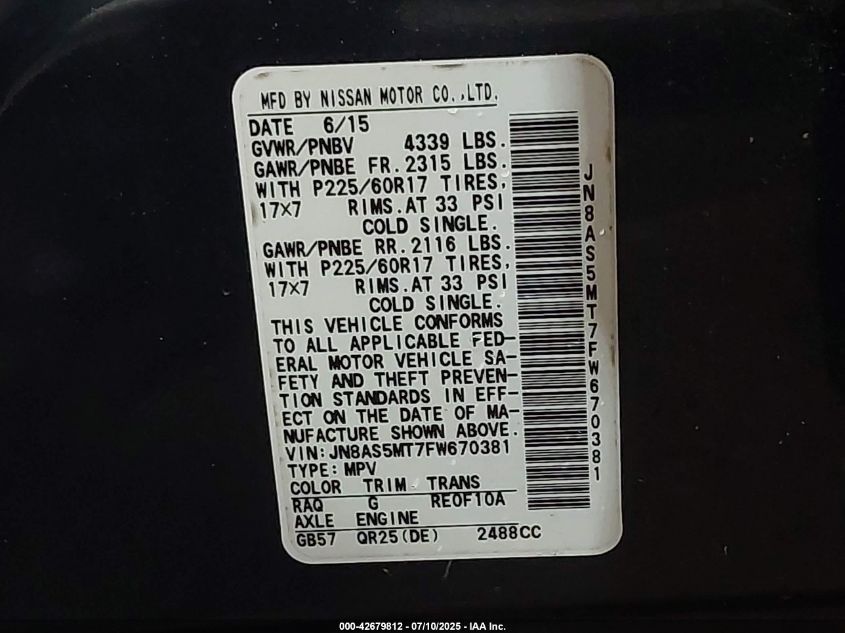 MFD BY NISSAN MOTOR CO.,LTD.
DATE 6/15
GVWR/PNBV 4339 LBS.
GAWR/PNBE FR. 2315 LBS.
WITH P225/60R17 TIRES,
17×7 RIMS.AT 33 PSI
COLD SINGLE.
GAWR/PNBE RR. 2116 LBS.
WITH P225/60R17 TIRES,
17×7 RIMS.AT 33 PSI
COLD SINGLE.
THIS VEHICLE CONFORMS
TO ALL APPLICABLE FED-
ERAL MOTOR VEHICLE SA-
FETY AND THEFT PREVEN-
TION STANDARDS IN EFF-
ECT ON THE DATE OF MA-
NUFACTURE SHOWN ABOVE.
VIN:JN8AS5MT7FW670381
TYPE:MPV
COLOR TRIM TRANS
RAQ G RE0F10A
AXLE ENGINE
GB57 QR25(DE) 2488CC
JN8AS5MT7FW670381
000-42679812 - 07/10/2025 - IAA Inc.